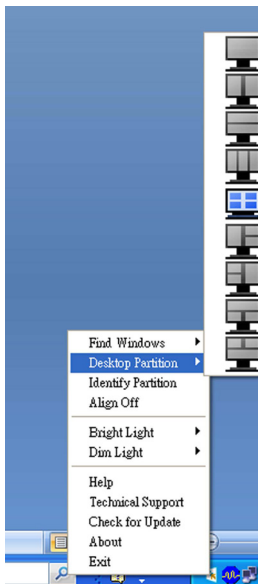 Find Windows
Desktop Partition
Identify Partition
Align Off
Bright Light
Dim Light
Help
Technical Support
Check for Update
About
Exit